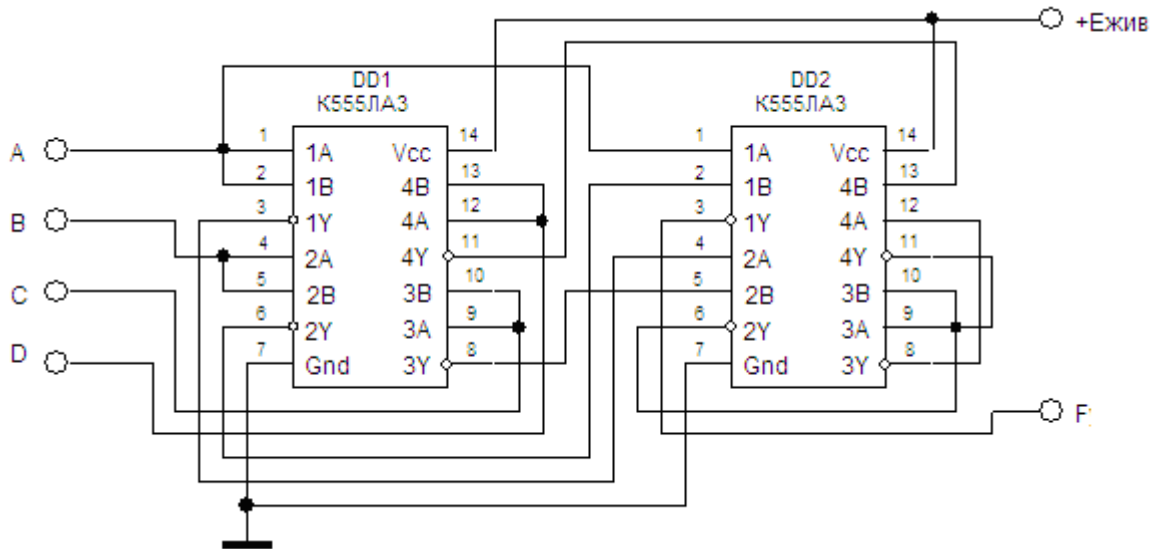 +Eжив
DD1
К555ЛА3
DD2
К555ЛА3
A
B
C
D
1
2
3
4
5
6
7
1A
1B
1Y
2A
2B
2Y
Gnd
Vcc
4B
4A
4Y
3B
3A
3Y
14
13
12
11
10
9
8
1
2
3
4
5
6
7
1A
1B
1Y
2A
2B
2Y
Gnd
Vcc
4B
4A
4Y
3B
3A
3Y
14
13
12
11
10
9
8
F